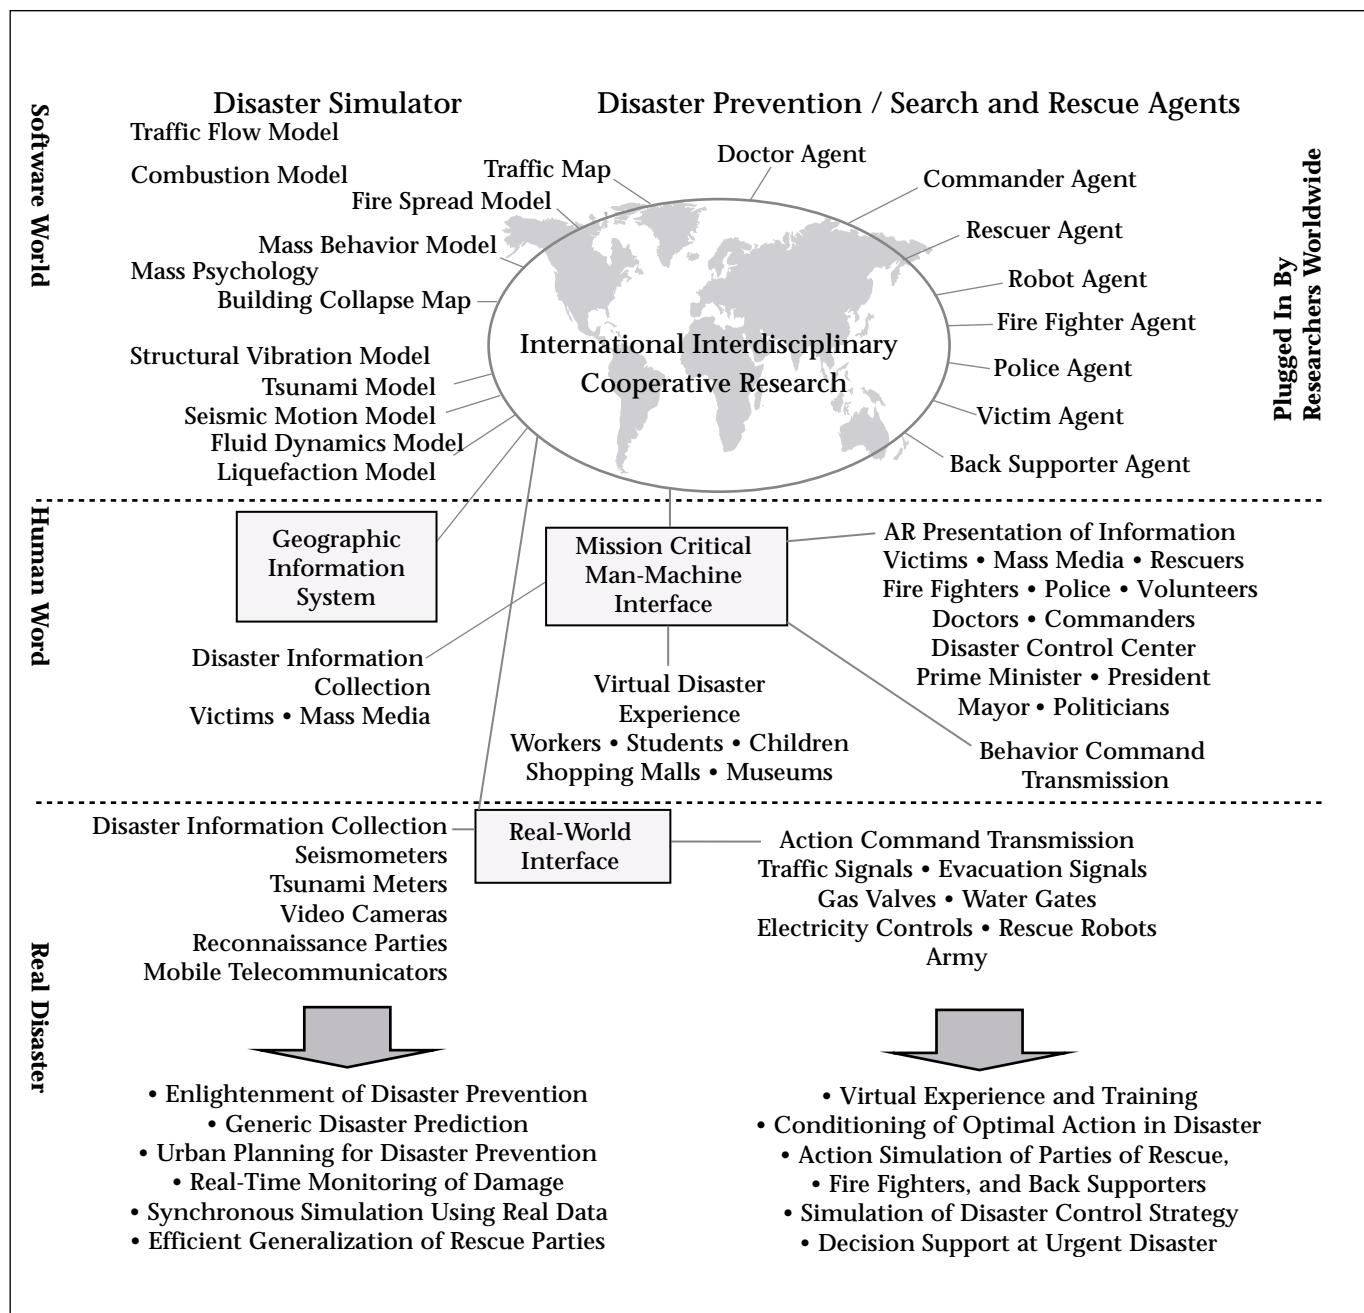 Software World
Disaster Simulator
Traffic Flow Model
Combustion Model
Traffic Map
Fire Spread Model
Mass Behavior Model
Mass Psychology
Building Collapse Map
Structural Vibration Model
Tsunami Model
Seismic Motion Model
Fluid Dynamics Model
Liquefaction Model
International Interdisciplinary
Cooperative Research
Disaster Prevention / Search and Rescue Agents
Doctor Agent
Commander Agent
Rescuer Agent
Robot Agent
Fire Fighter Agent
Police Agent
Victim Agent
Back Supporter Agent
Plugged In By
Researchers Worldwide
Human Word
Geographic
Information
System
Disaster Information
Collection
Victims • Mass Media
Mission Critical
Man-Machine
Interface
Virtual Disaster
Experience
Workers • Students • Children
Shopping Malls • Museums
AR Presentation of Information
Victims • Mass Media • Rescuers
Fire Fighters • Police • Volunteers
Doctors • Commanders
Disaster Control Center
Prime Minister • President
Mayor • Politicians
Behavior Command
Transmission
Real Disaster
Disaster Information Collection
Seismometers
Tsunami Meters
Video Cameras
Reconnaissance Parties
Mobile Telecommunicators
Real-World
Interface
Action Command Transmission
Traffic Signals • Evacuation Signals
Gas Valves • Water Gates
Electricity Controls • Rescue Robots
Army
• Enlightenment of Disaster Prevention
• Generic Disaster Prediction
• Urban Planning for Disaster Prevention
• Real-Time Monitoring of Damage
• Synchronous Simulation Using Real Data
• Efficient Generalization of Rescue Parties
• Virtual Experience and Training
• Conditioning of Optimal Action in Disaster
• Action Simulation of Parties of Rescue,
• Fire Fighters, and Back Supporters
• Simulation of Disaster Control Strategy
• Decision Support at Urgent Disaster